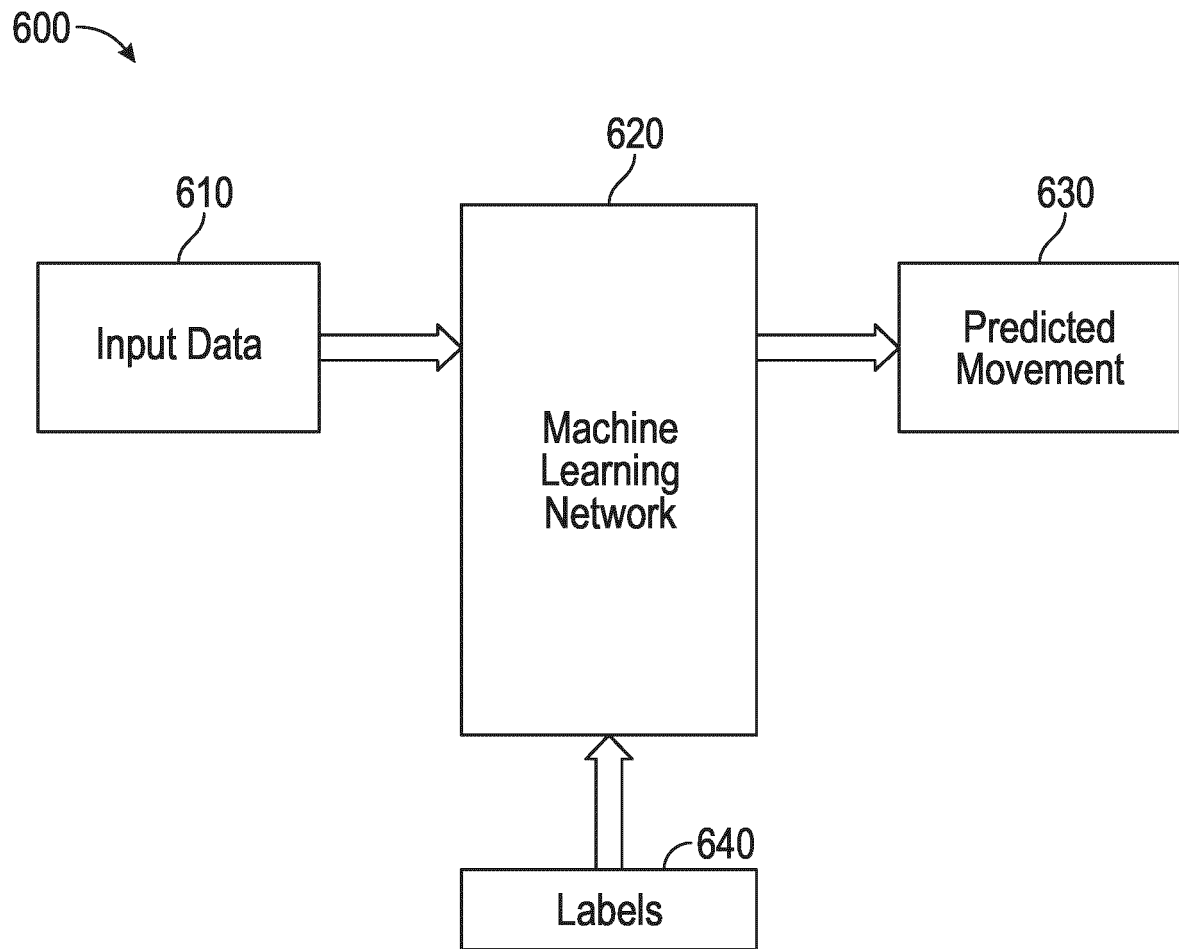 600
620
610
630
Input Data
Predicted
Movement
Machine
Learning
Network
640
Labels